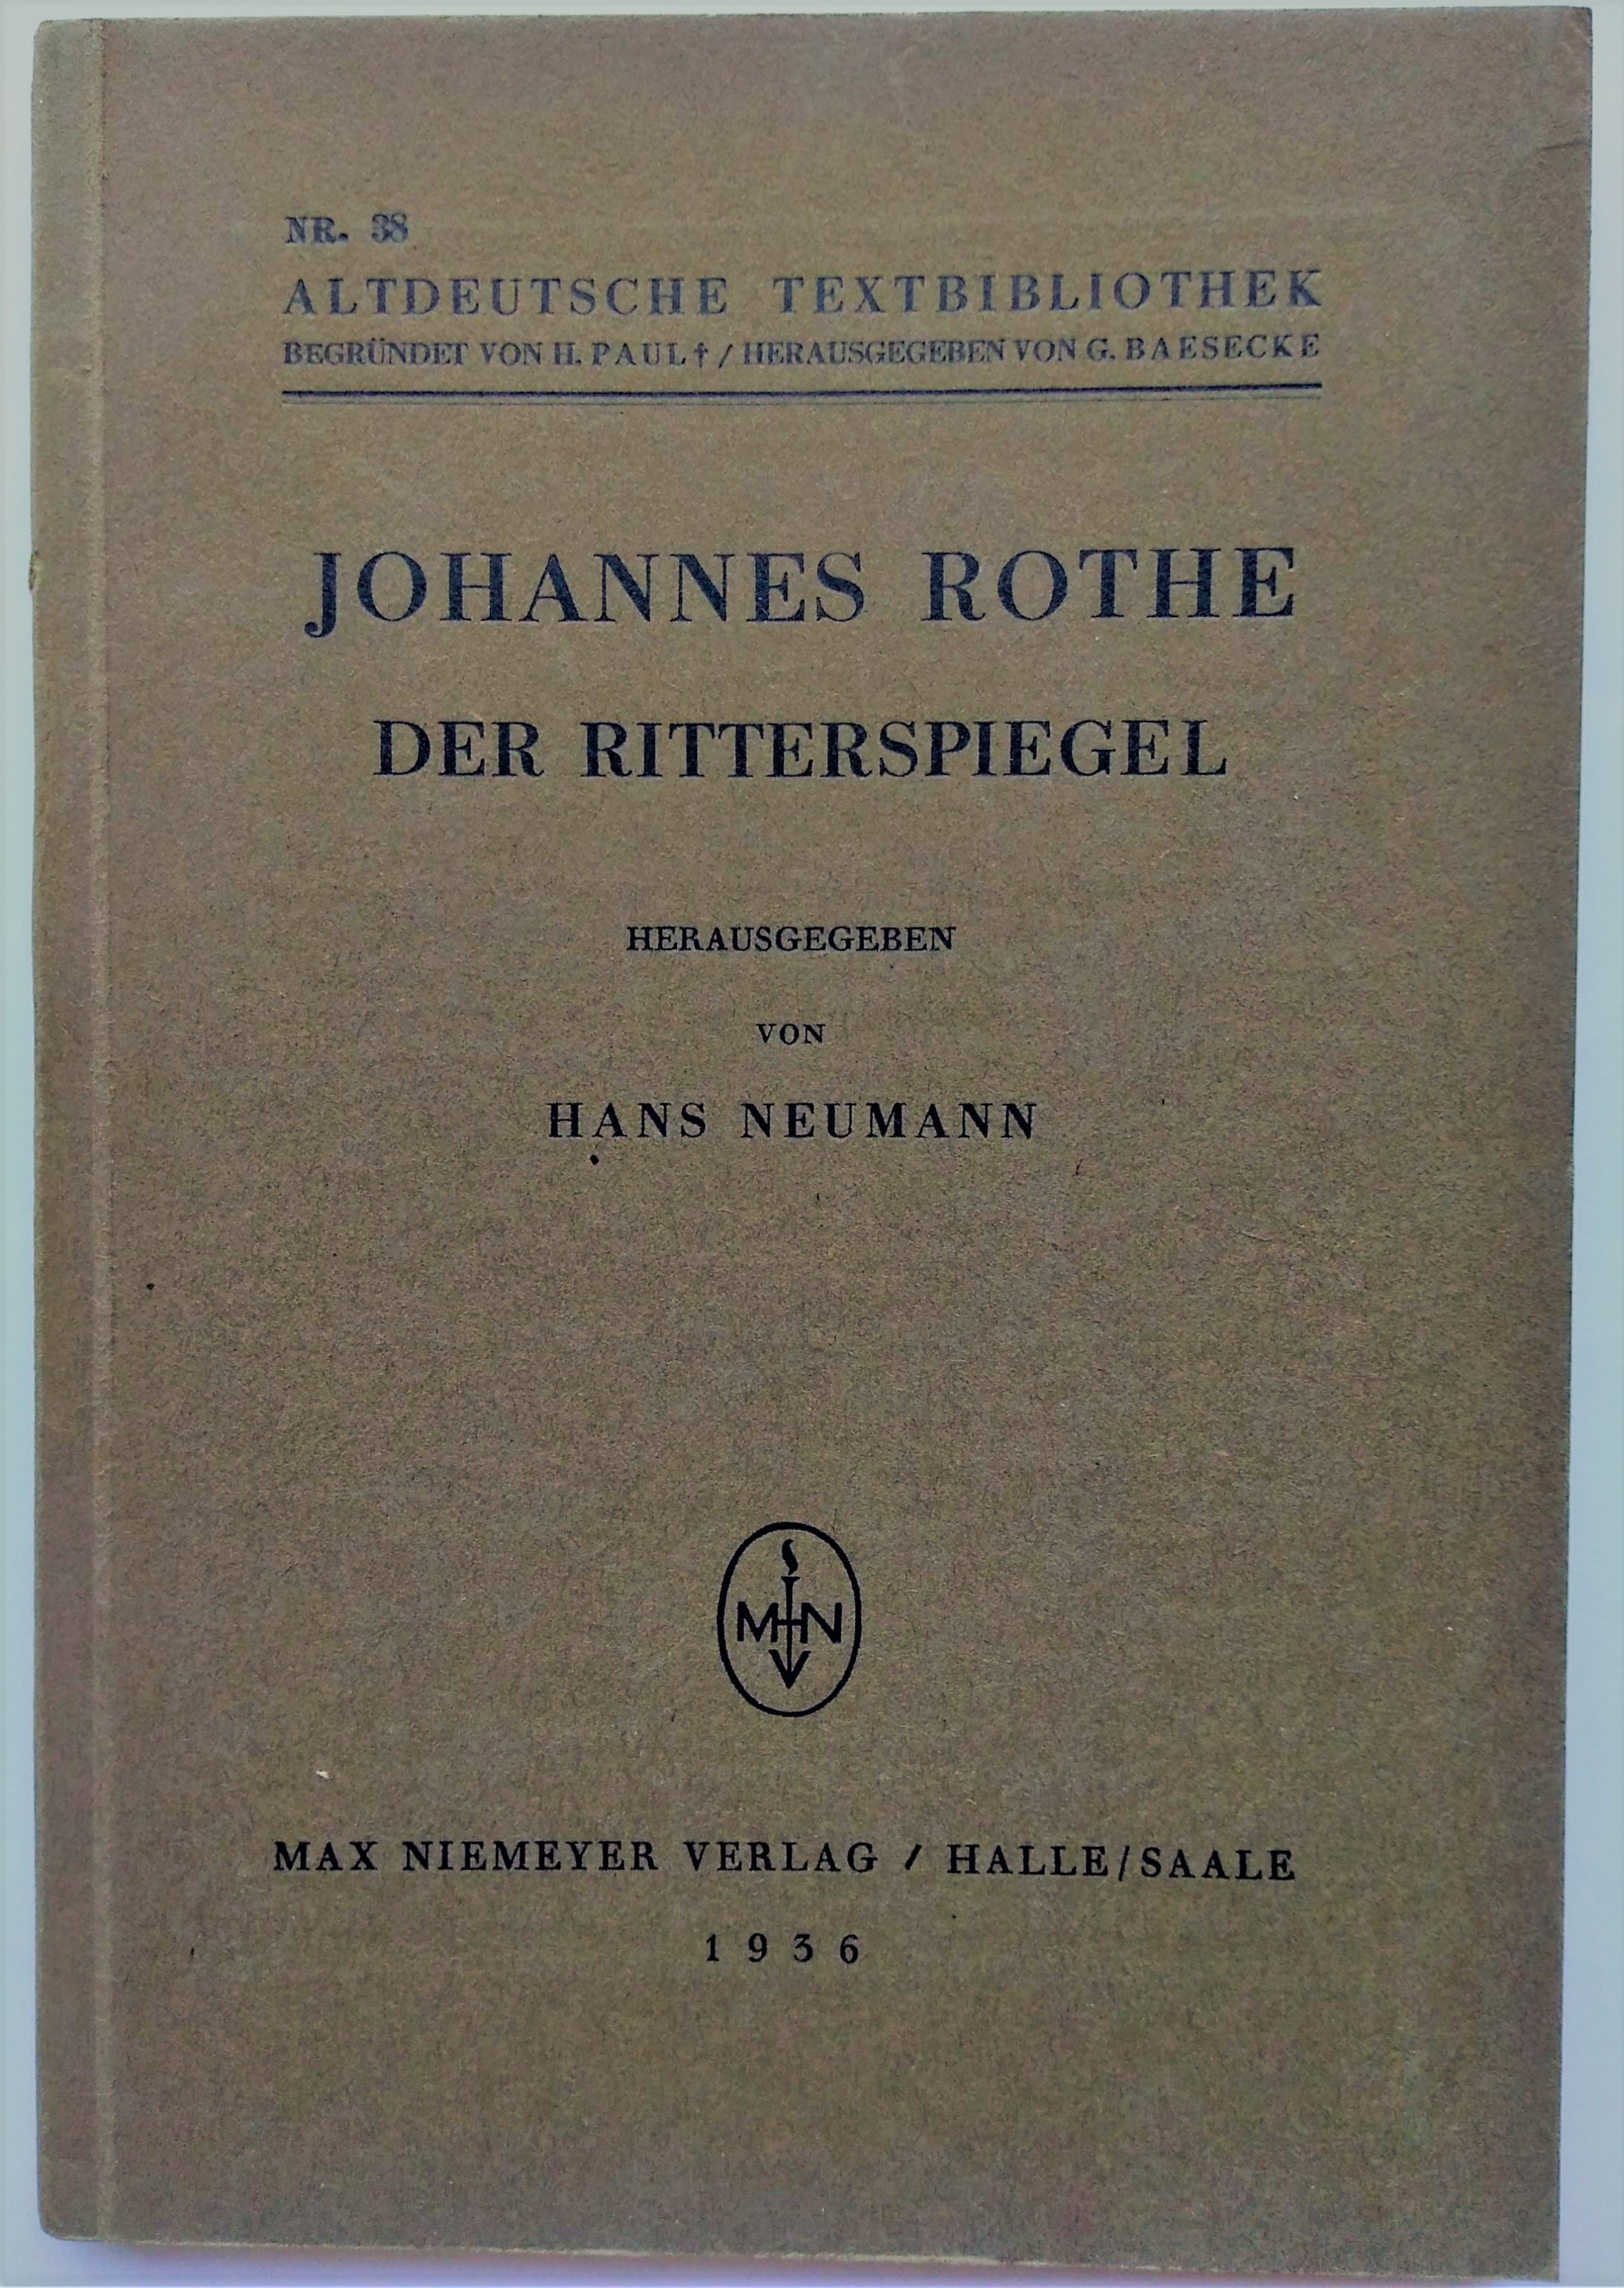 NR. 38
ALTDEUTSCHE TEXTBIBLIOTHEK
BEGRÜNDET VON H. PAUL † / HERAUSGEGEBEN VON G. BAESECKE
JOHANNES ROTHE
DER RITTERSPIEGEL
HERAUSGEGEBEN
VON
HANS NEUMANN
MNV
MAX NIEMEYER VERLAG / HALLE/SAALE
1936